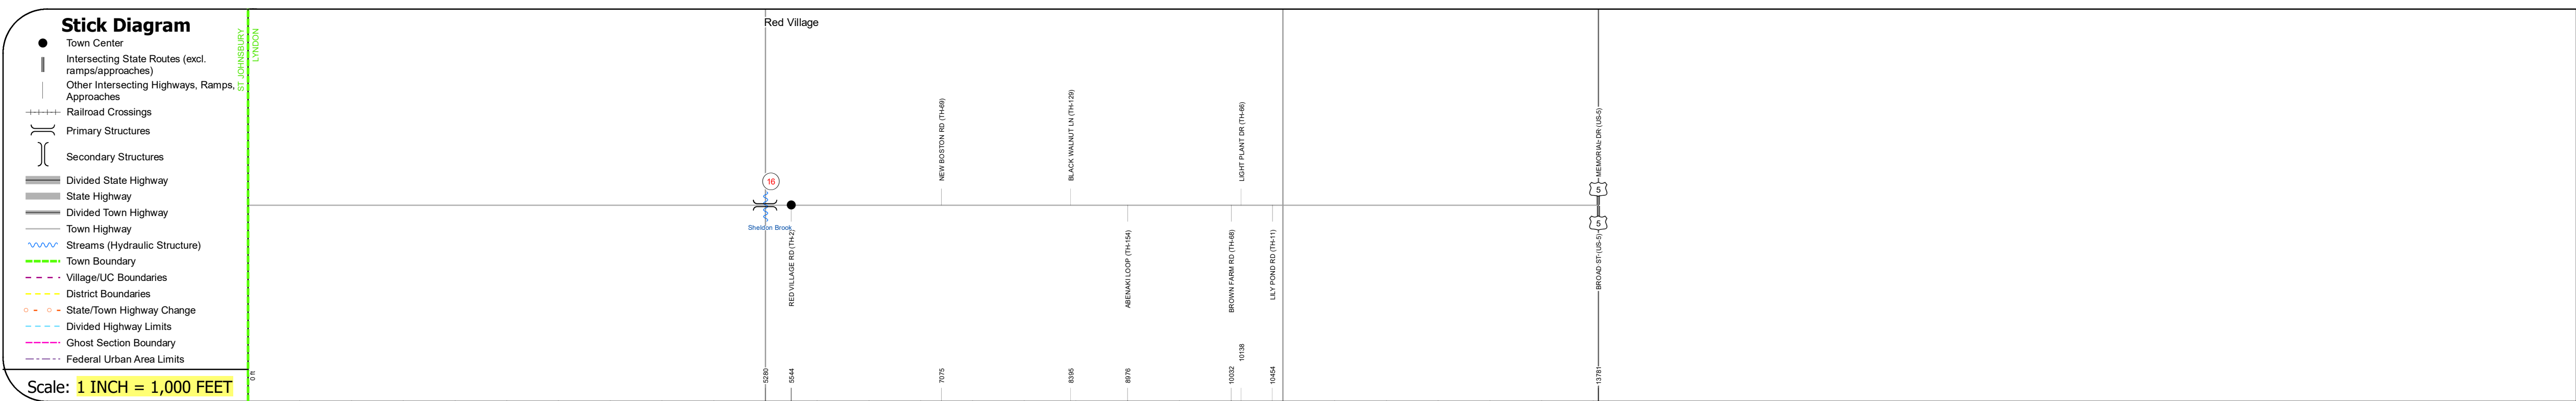 Stick Diagram
Town Center
Intersecting State Routes (excl.
ramps/approaches)
Other Intersecting Highways, Ramps,
Approaches
Railroad Crossings
Primary Structures
Secondary Structures
Divided State Highway
State Highway
Divided Town Highway
Town Highway
Streams (Hydraulic Structure)
Town Boundary
Village/UC Boundaries
District Boundaries
State/Town Highway Change
Divided Highway Limits
Ghost Section Boundary
Federal Urban Area Limits
Scale: 1 INCH = 1,000 FEET
ST JOHNSBURY
LYNDON
0 ft
Red Village
16
Sheldon Brook
5280
RED VILLAGE RD (TH-2)
5544
NEW BOSTON RD (TH-69)
7075
BLACK WALNUT LN (TH-129)
8395
ABENAKI LOOP (TH-154)
8976
BROWN FARM RD (TH-68)
10032
LIGHT PLANT DR (TH-66)
10138
LILY POND RD (TH-11)
10454
MEMORIAL DR (US-5)
5
5
BROAD ST (US-5)
13781